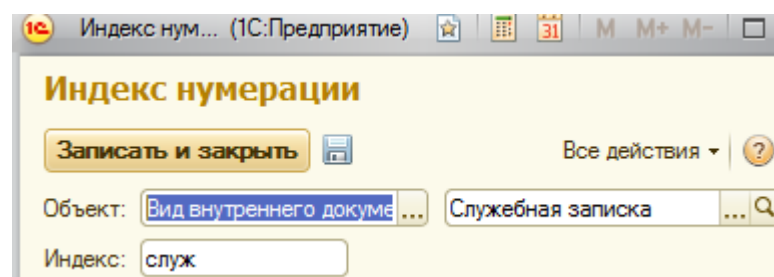 1С Индекс нум... (1С:Предприятие) 31 M M+ M-
Индекс нумерации
Записать и закрыть Все действия ?
Объект: Вид внутреннего докуме ... Служебная записка ...
Индекс: служ